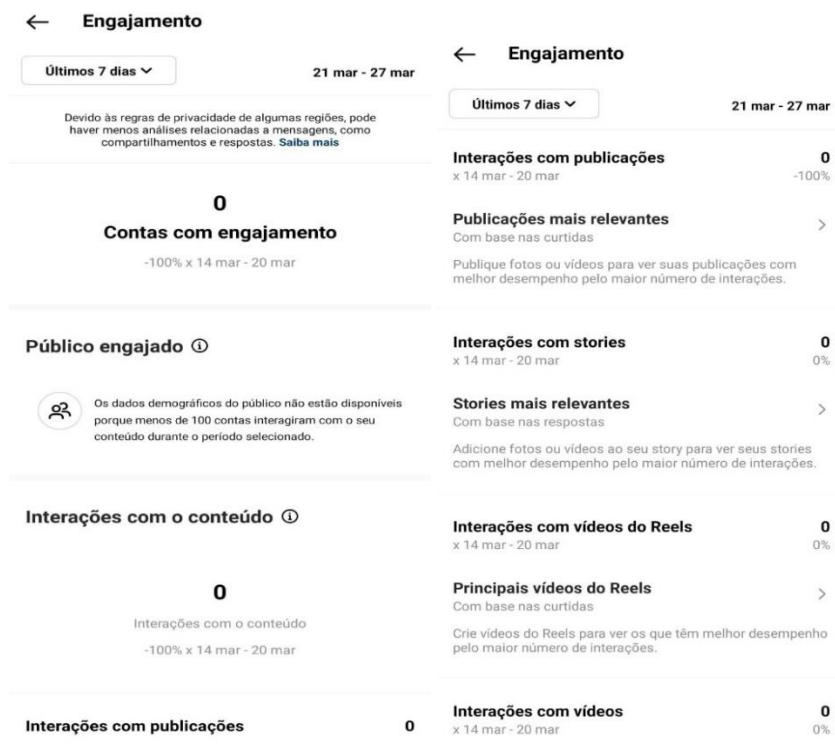 Engajamento
Últimos 7 dias
21 mar - 27 mar
Devido às regras de privacidade de algumas regiões, pode
haver menos análises relacionadas a mensagens, como
compartilhamentos e respostas. Saiba mais
0
Contas com engajamento
-100% x 14 mar - 20 mar
Público engajado
Os dados demográficos do público não estão disponíveis
porque menos de 100 contas interagiram com o seu
conteúdo durante o período selecionado.
Interações com o conteúdo
0
Interações com o conteúdo
-100% x 14 mar - 20 mar
Interações com publicações 0
Engajamento
Últimos 7 dias
21 mar - 27 mar
Interações com publicações 0
x 14 mar - 20 mar -100%
Publicações mais relevantes
Com base nas curtidas
Publique fotos ou vídeos para ver suas publicações com
melhor desempenho pelo maior número de interações.
Interações com stories 0
x 14 mar - 20 mar 0%
Stories mais relevantes
Com base nas respostas
Adicione fotos ou vídeos ao seu story para ver seus stories
com melhor desempenho pelo maior número de interações.
Interações com vídeos do Reels 0
x 14 mar - 20 mar 0%
Principais vídeos do Reels
Com base nas curtidas
Crie vídeos do Reels para ver os que têm melhor desempenho
pelo maior número de interações.
Interações com vídeos 0
x 14 mar - 20 mar 0%